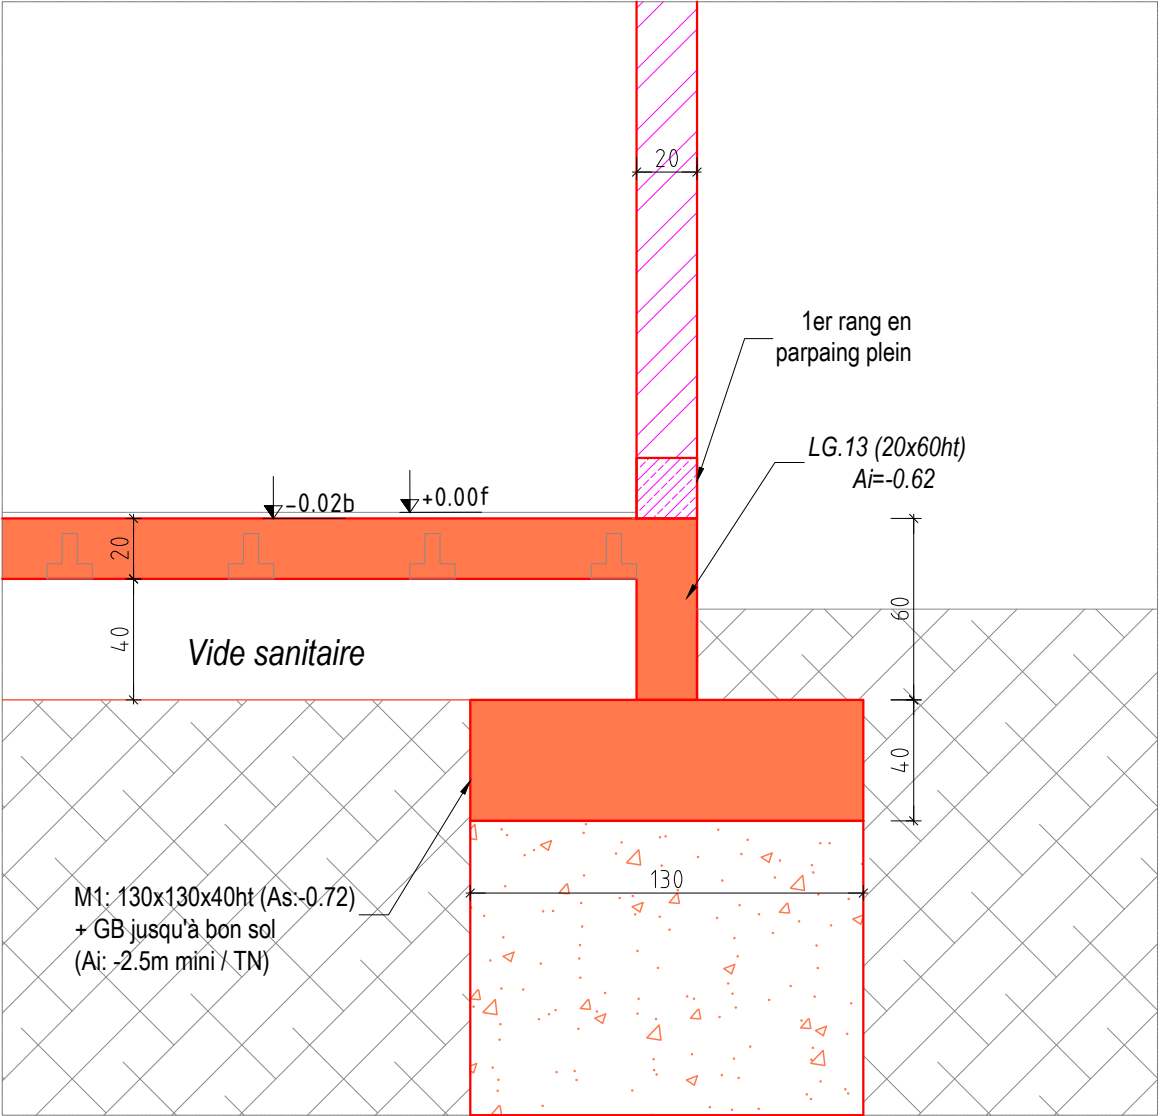 20
1er rang en
parpaing plein
LG.13 (20x60ht)
Ai=-0.62
-0.02b
+0.00f
20
60
40
Vide sanitaire
40
130
M1: 130x130x40ht (As:-0.72)
+ GB jusqu'à bon sol
(Ai: -2.5m mini / TN)